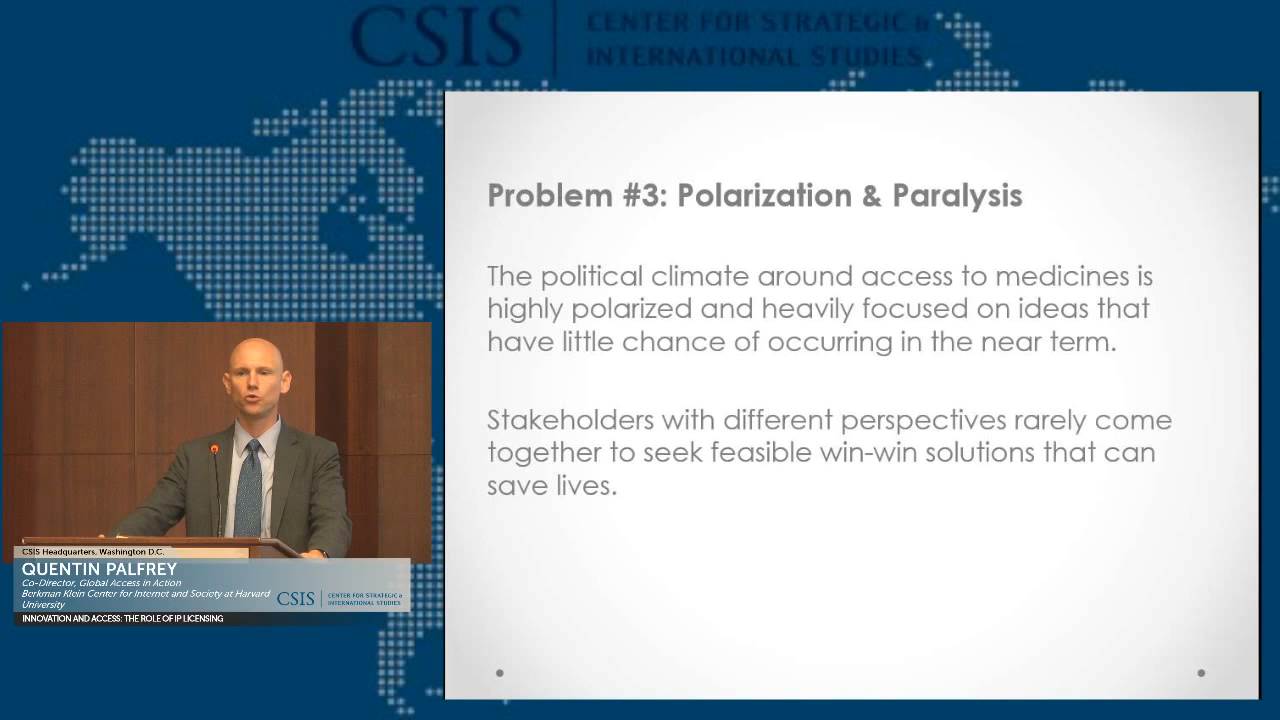 CSIS
CENTER FOR STRATEGIC &
INTERNATIONAL STUDIES
Problem #3: Polarization & Paralysis
The political climate around access to medicines is
highly polarized and heavily focused on ideas that
have little chance of occurring in the near term.
Stakeholders with different perspectives rarely come
together to seek feasible win-win solutions that can
save lives.
CSIS Headquarters, Washington D.C.
QUENTIN PALFREY
Co-Director, Global Access in Action
Berkman Klein Center for Internet and Society at Harvard
University
CSIS
CENTER FOR STRATEGIC &
INTERNATIONAL STUDIES
INNOVATION AND ACCESS: THE ROLE OF IP LICENSING